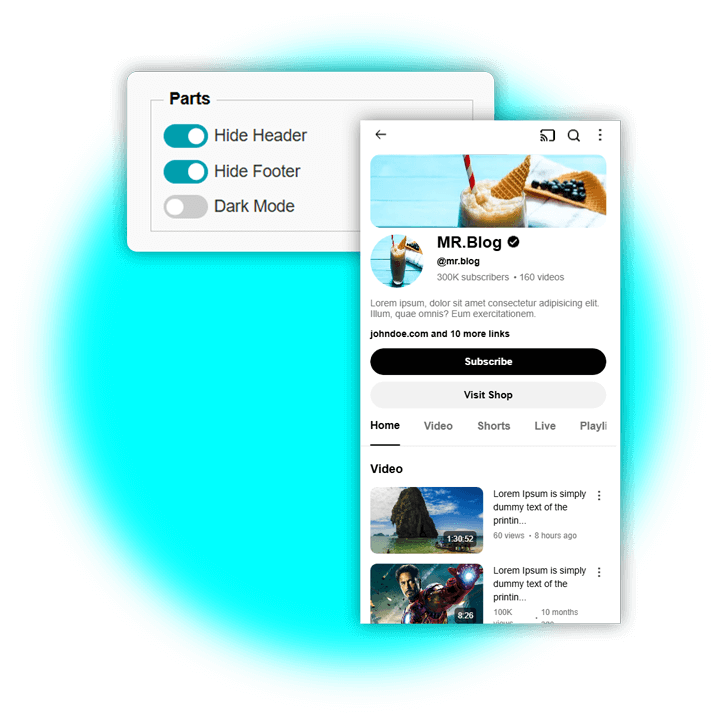 Parts
Hide Header
Hide Footer
Dark Mode
MR.Blog
@mr.blog
300K subscribers • 160 videos
Lorem ipsum, dolor sit amet consectetur adipisicing elit.
Illum, quae omnis? Eum exercitationem.
johndoe.com and 10 more links
Subscribe
Visit Shop
Home Video Shorts Live Playli
Video
1:30:52
Lorem Ipsum is simply
dummy text of the
printin...
60 views • 8 hours ago
8:26
Lorem Ipsum is simply
dummy text of the
printin...
100K • 10 months
views ago